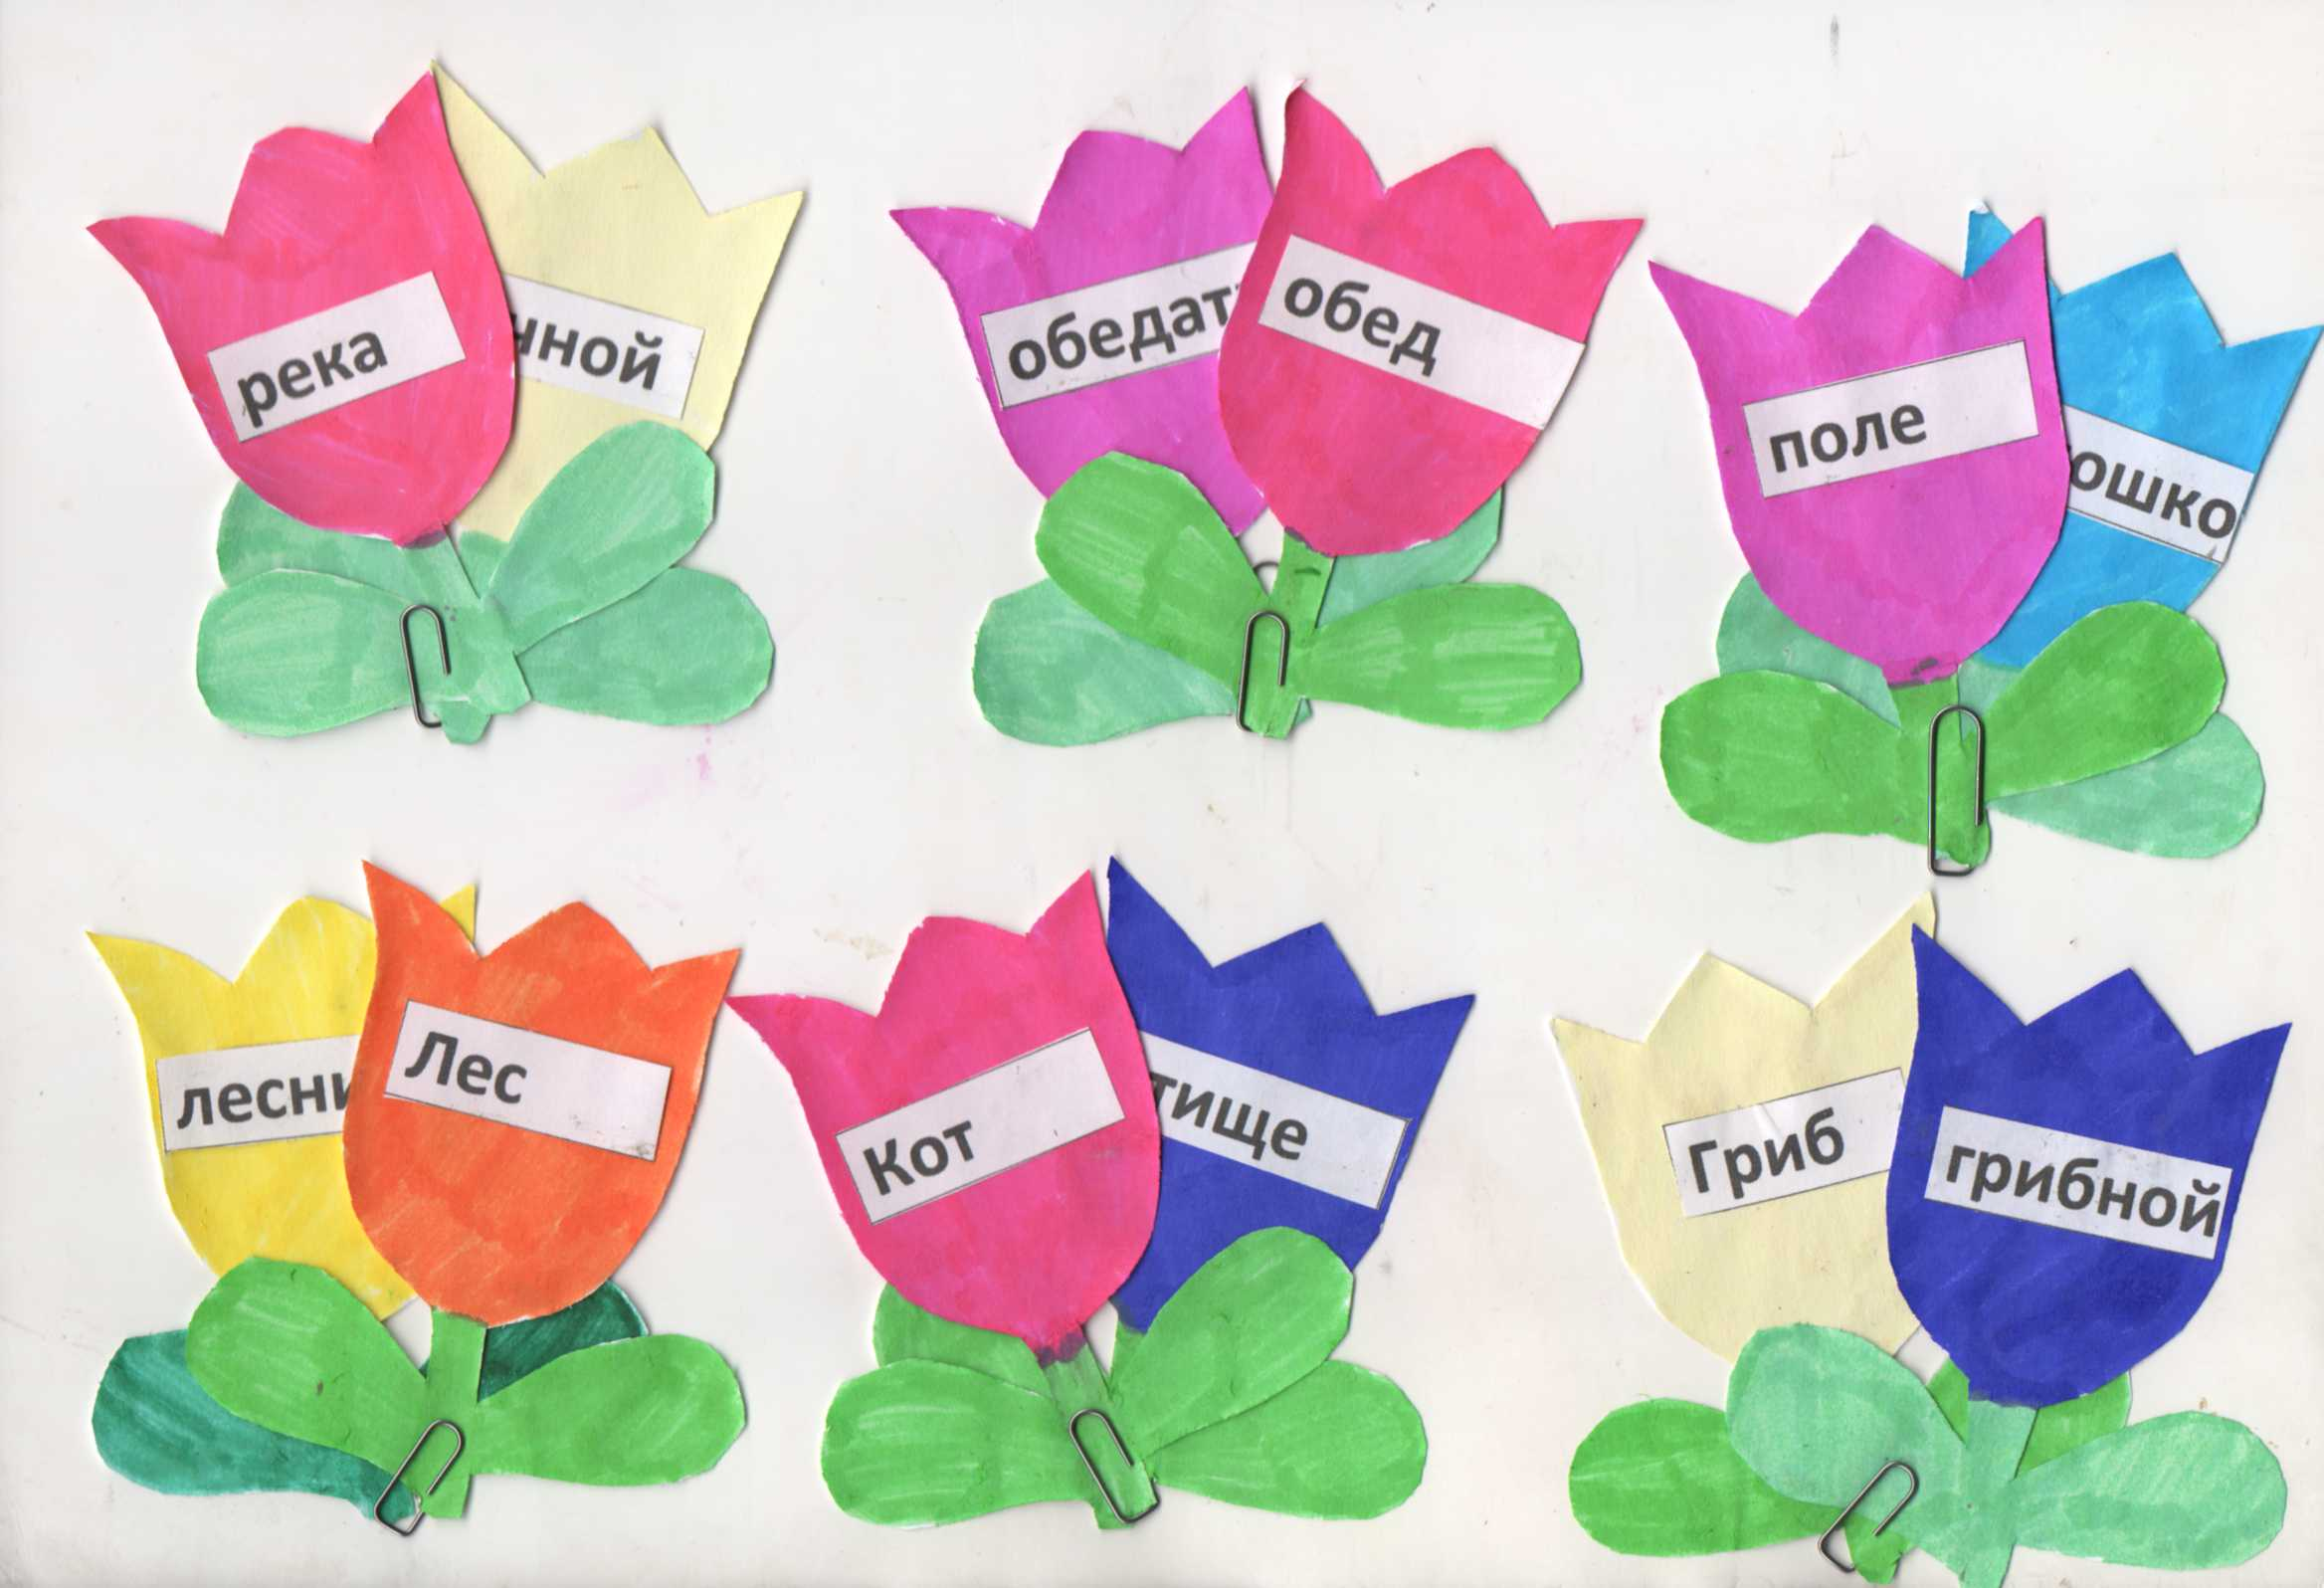 река
нной
обедат
обед
поле
ошко
лесни
Лес
Кот
тище
Гриб
грибной